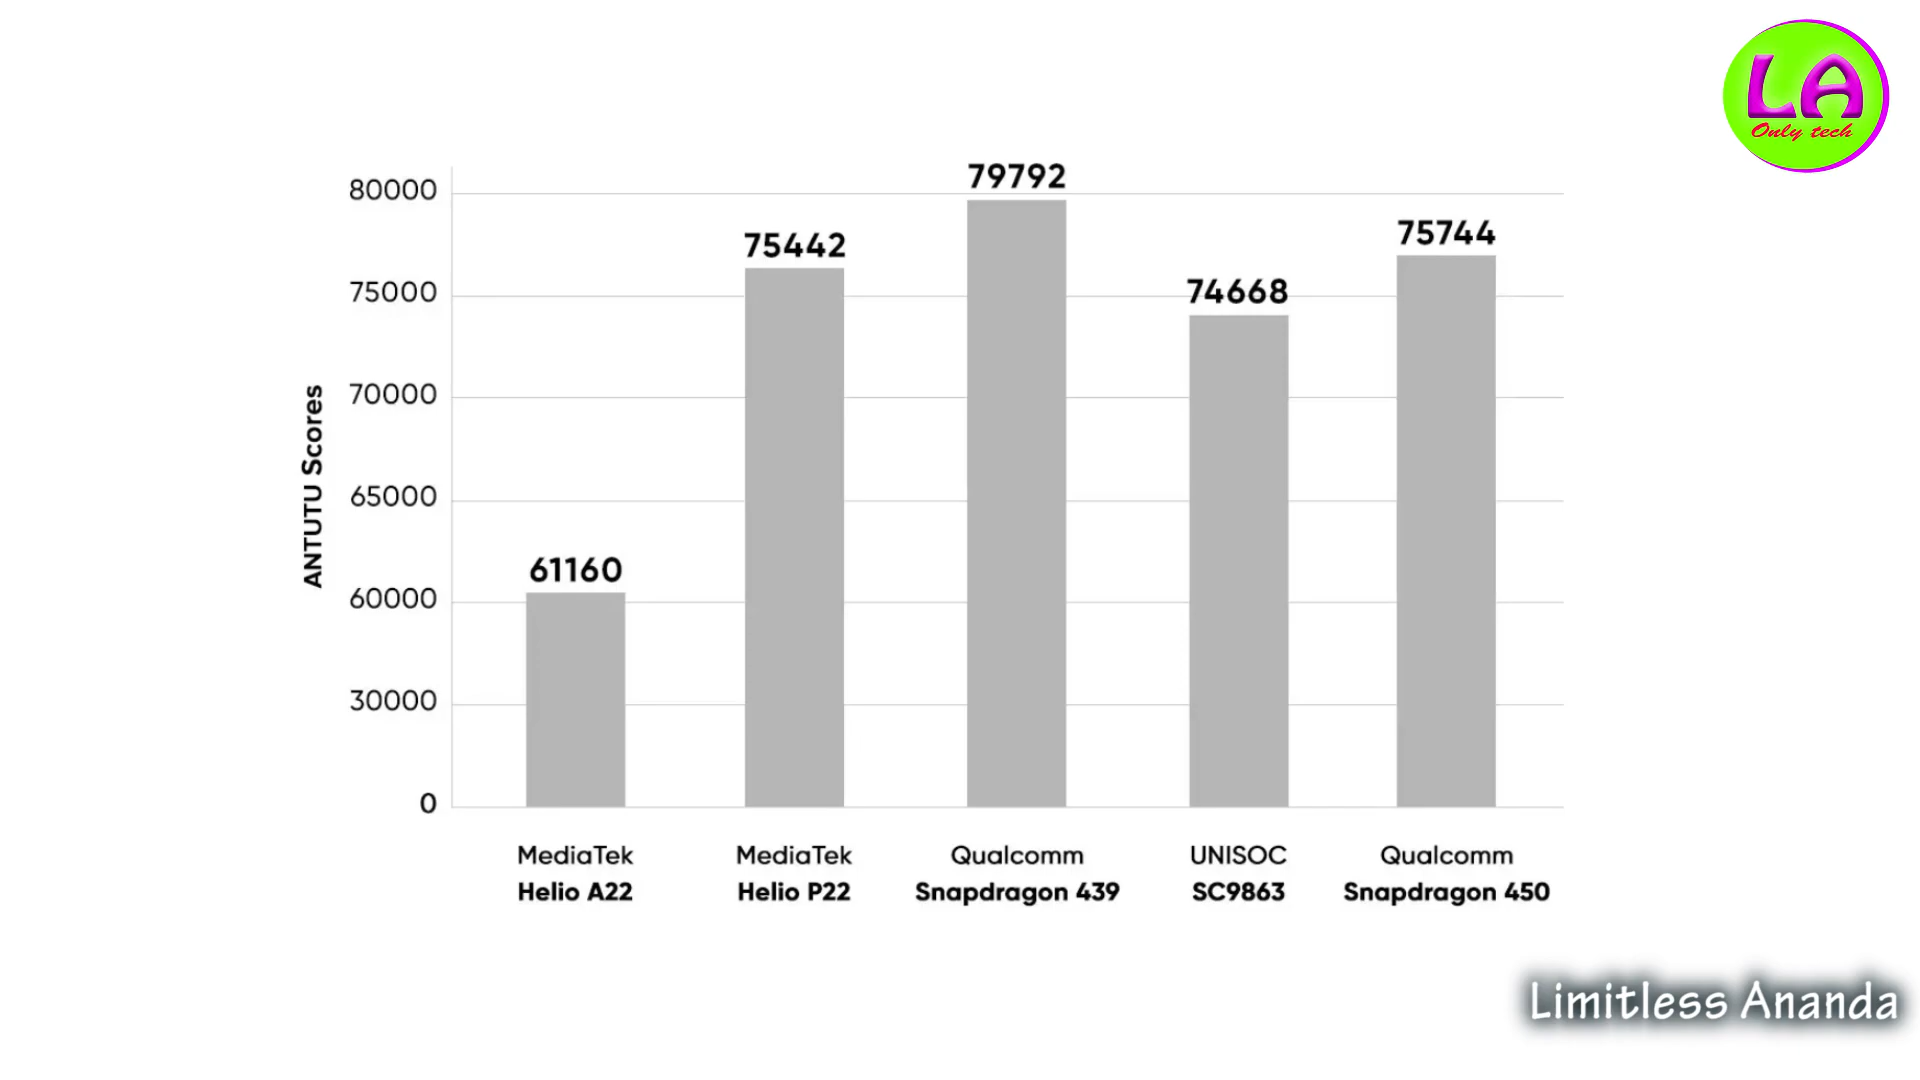 LA
Only tech
79792
80000
75744
75442
75000
74668
70000
ANTUTU Scores
65000
61160
60000
30000
0
MediaTek
Helio A22
MediaTek
Helio P22
Qualcomm
Snapdragon 439
UNISOC
SC9863
Qualcomm
Snapdragon 450
Limitless Ananda